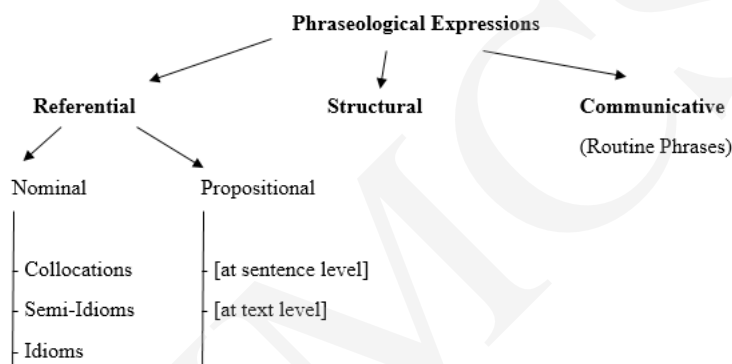 Phraseological Expressions
Referential Structural Communicative
(Routine Phrases)
Nominal Propositional
- Collocations - [at sentence level]
- Semi-Idioms - [at text level]
- Idioms